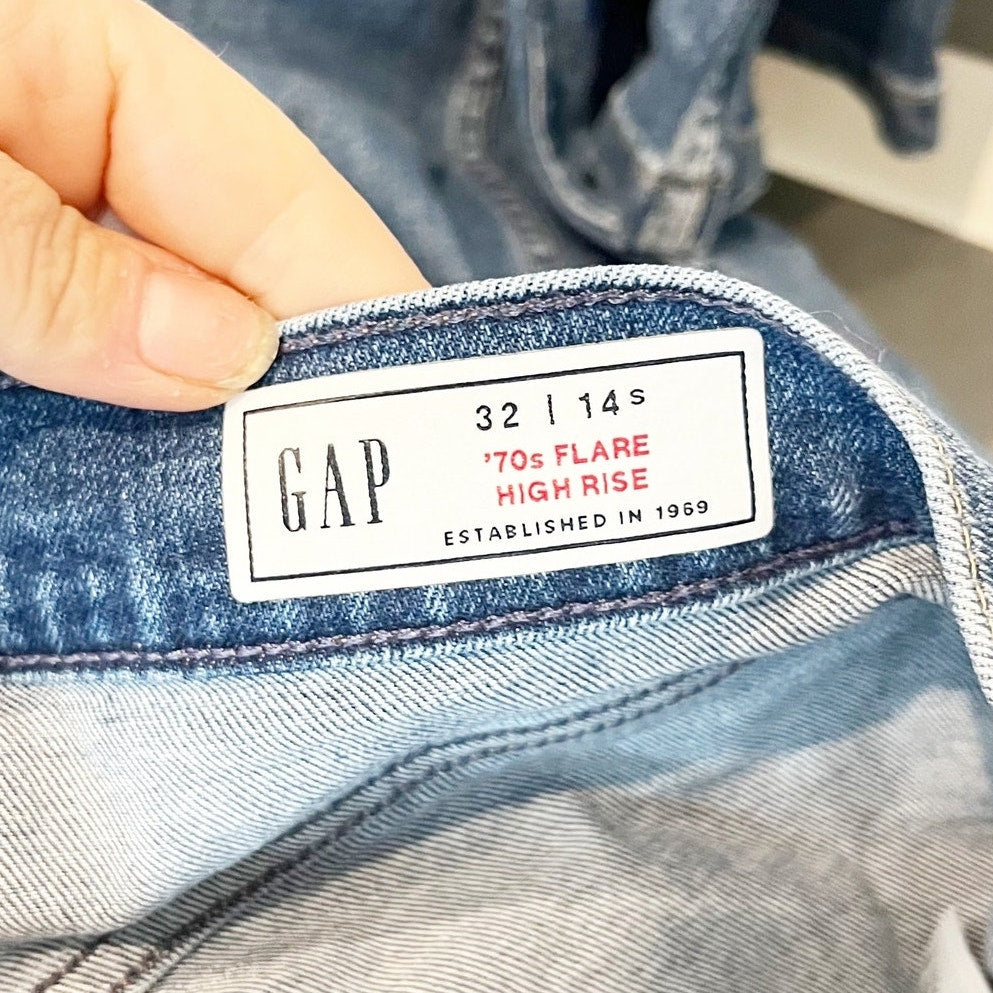 GAP
32 | 14s
'70s FLARE
HIGH RISE
ESTABLISHED IN 1969